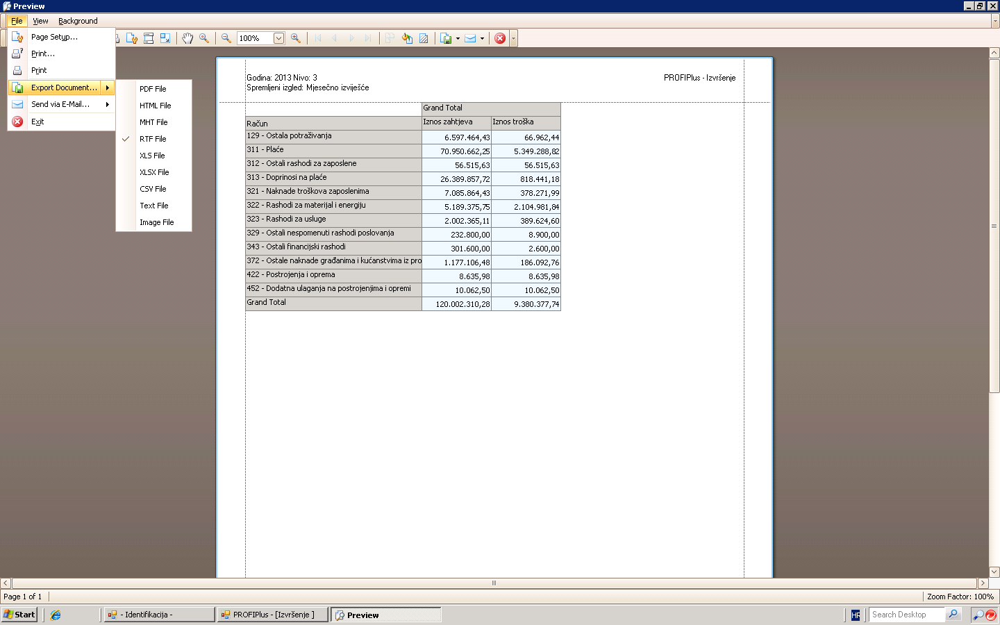 Preview
File View Background
100%
Page Setup...
Print...
Print
Export Document...
Send via E-Mail...
Exit
PDF File
HTML File
MHT File
RTF File
XLS File
XLSX File
CSV File
Text File
Image File
Godina: 2013 Nivo: 3
PROFIPlus - Izvršenje
Spremljeni izgled: Mjesečno izviješće
Grand Total
Račun Iznos zahtjeva Iznos troška
129 - Ostala potraživanja 6.597.464,43 66.962,44
311 - Plaće 70.950.662,25 5.349.288,82
312 - Ostali rashodi za zaposlene 56.515,63 56.515,63
313 - Doprinosi na plaće 26.389.857,72 818.441,18
321 - Naknade troškova zaposlenima 7.085.864,43 378.271,99
322 - Rashodi za materijal i energiju 5.189.375,75 2.104.981,84
323 - Rashodi za usluge 2.002.365,11 389.624,60
329 - Ostali nespomenuti rashodi poslovanja 232.800,00 8.900,00
343 - Ostali financijski rashodi 301.600,00 2.600,00
372 - Ostale naknade građanima i kućanstvima iz pro 1.177.106,48 186.092,76
422 - Postrojenja i oprema 8.635,98 8.635,98
452 - Dodatna ulaganja na postrojenjima i opremi 10.062,50 10.062,50
Grand Total 120.002.310,28 9.380.377,74
Page 1 of 1
Zoom Factor: 100%
Start
- Identifikacija -
PROFIPlus - [Izvršenje ]
Preview
HR
Search Desktop